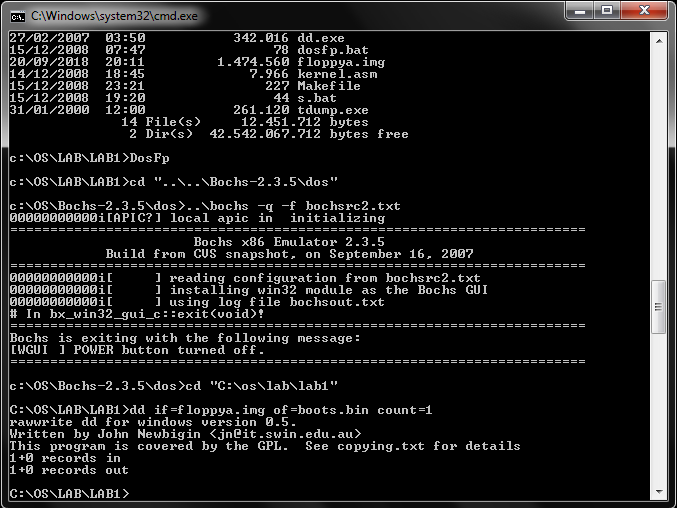 C:\Windows\system32\cmd.exe
27/02/2007  03:50           342.016 dd.exe
15/12/2008  07:47                78 dosfp.bat
20/09/2018  20:11         1.474.560 floppya.img
14/12/2008  18:45             7.966 kernel.asm
15/12/2008  23:21               227 Makefile
15/12/2008  19:20                44 s.bat
31/01/2000  12:00           261.120 tdump.exe
              14 File(s)     12.451.712 bytes
               2 Dir(s)  42.542.067.712 bytes free
c:\OS\LAB\LAB1>DosFp
c:\OS\LAB\LAB1>cd "..\..\Bochs-2.3.5\dos"
c:\OS\Bochs-2.3.5\dos>..\bochs -q -f bochsrc2.txt
00000000000i[APIC?] local apic in  initializing
========================================================================
                       Bochs x86 Emulator 2.3.5
            Build from CVS snapshot, on September 16, 2007
========================================================================
00000000000i[     ] reading configuration from bochsrc2.txt
00000000000i[     ] installing win32 module as the Bochs GUI
00000000000i[     ] using log file bochsout.txt
# In bx_win32_gui_c::exit(void)!
========================================================================
Bochs is exiting with the following message:
[WGUI ] POWER button turned off.
========================================================================
c:\OS\Bochs-2.3.5\dos>cd "C:\os\lab\lab1"
C:\OS\LAB\LAB1>dd if=floppya.img of=boots.bin count=1
rawwrite dd for windows version 0.5.
Written by John Newbigin <jn@it.swin.edu.au>
This program is covered by the GPL.  See copying.txt for details
1+0 records in
1+0 records out
C:\OS\LAB\LAB1>